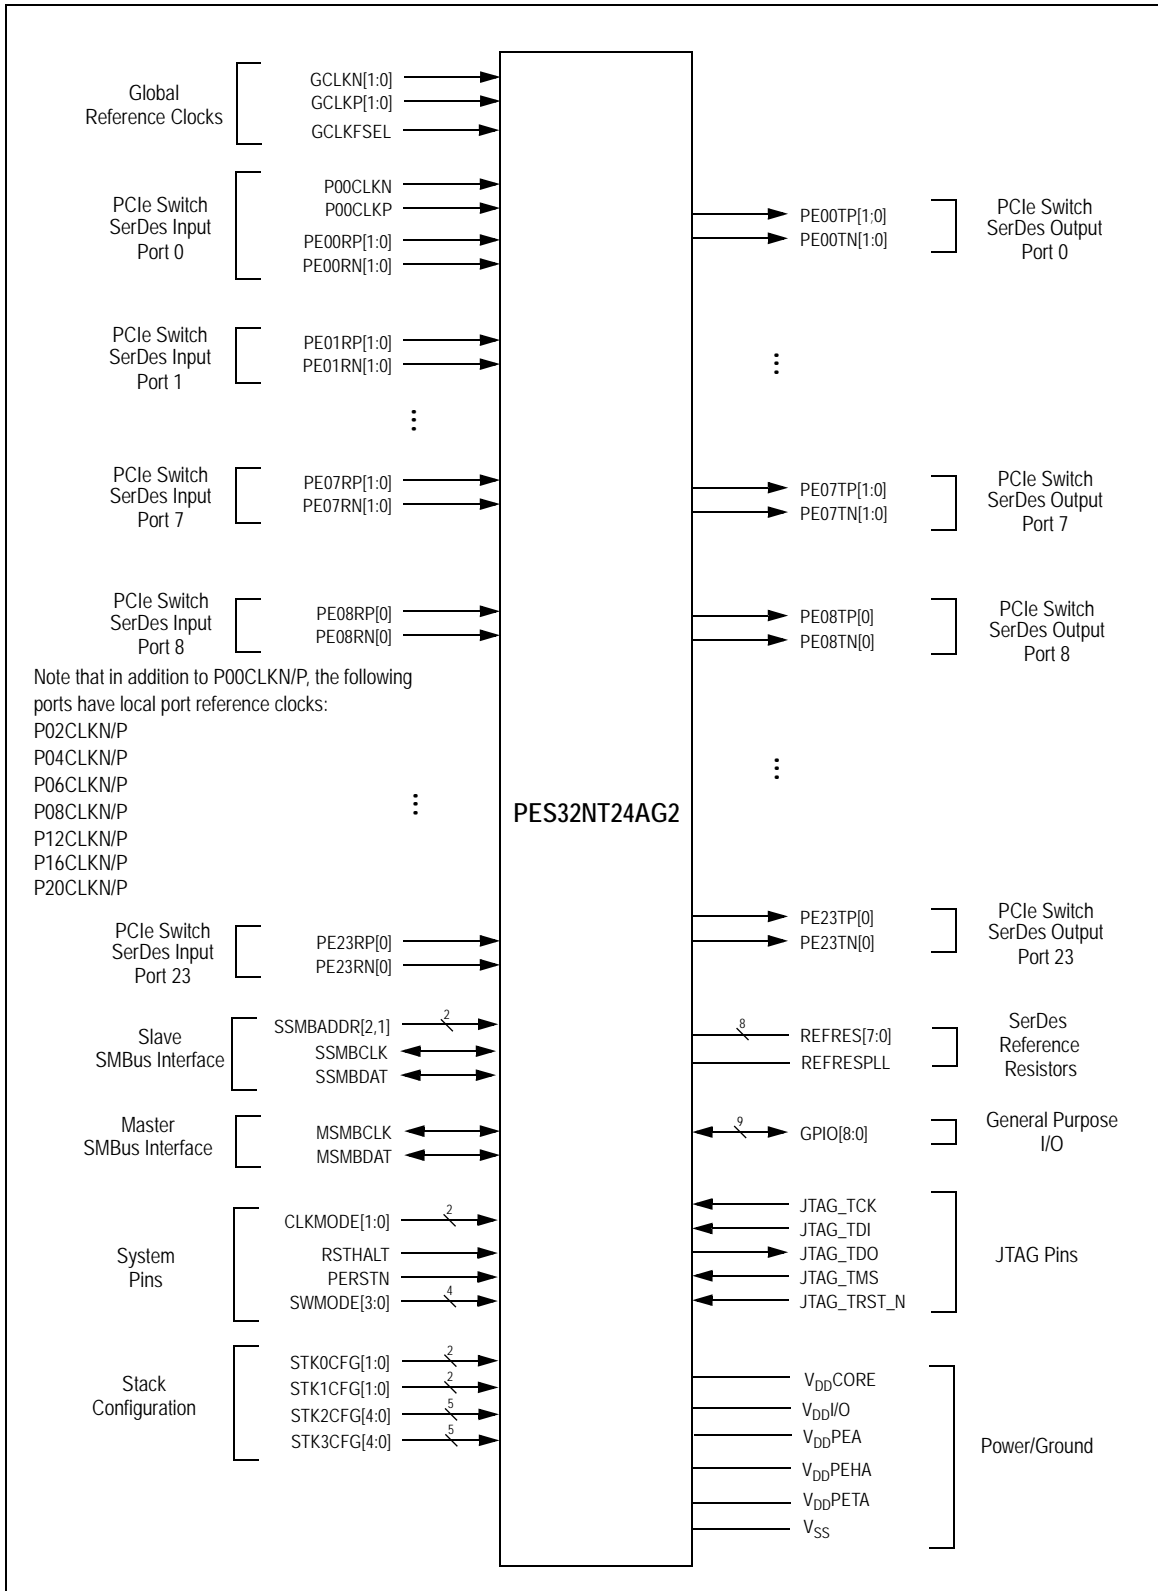 Global
Reference Clocks
GCLKN[1:0]
GCLKP[1:0]
GCLKFSEL
PCIe Switch
SerDes Input
Port 0
P00CLKN
P00CLKP
PE00RP[1:0]
PE00RN[1:0]
PE00TP[1;0]
PE00TN[1:0]
PCIe Switch
SerDes Output
Port 0
PCIe Switch
SerDes Input
Port 1
PE01RP[1:0]
PE01RN[1:0]
PCIe Switch
SerDes Input
Port 7
PE07RP[1:0]
PE07RN[1:0]
PE07TP[1:0]
PE07TN[1:0]
PCIe Switch
SerDes Output
Port 7
PCIe Switch
SerDes Input
Port 8
PE08RP[0]
PE08RN[0]
PE08TP[0]
PE08TN[0]
PCIe Switch
SerDes Output
Port 8
Note that in addition to P00CLKN/P, the following
ports have local port reference clocks:
P02CLKN/P
P04CLKN/P
P06CLKN/P
P08CLKN/P
P12CLKN/P
P16CLKN/P
P20CLKN/P
PES32NT24AG2
PCIe Switch
SerDes Input
Port 23
PE23RP[0]
PE23RN[0]
PE23TP[0]
PE23TN[0]
PCIe Switch
SerDes Output
Port 23
Slave
SMBus Interface
SSMBADDR[2,1] 2
SSMBCLK
SSMBDAT
8 REFRES[7:0]
REFRESPLL
SerDes
Reference
Resistors
Master
SMBus Interface
MSMBCLK
MSMBDAT
9 GPIO[8:0]
General Purpose
I/O
System
Pins
CLKMODE[1:0] 2
RSTHALT
PERSTN
SWMODE[3:0] 4
JTAG_TCK
JTAG_TDI
JTAG_TDO
JTAG_TMS
JTAG_TRST_N
JTAG Pins
Stack
Configuration
STK0CFG[1:0] 2
STK1CFG[1:0] 2
STK2CFG[4:0] 5
STK3CFG[4:0] 5
VDDCORE
VDDI/O
VDDPEA
VDDPEHA
VDDPETA
VSS
Power/Ground